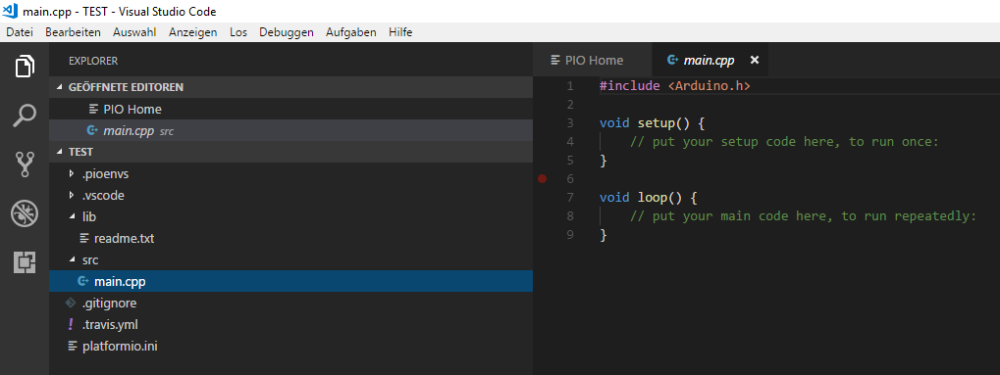 main.cpp - TEST - Visual Studio Code
Datei Bearbeiten Auswahl Anzeigen Los Debuggen Aufgaben Hilfe
EXPLORER
GEÖFFNETE EDITOREN
PIO Home
main.cpp src
TEST
.pioenvs
.vscode
lib
readme.txt
src
main.cpp
.gitignore
.travis.yml
platformio.ini
PIO Home main.cpp
1 #include <Arduino.h>
2
3 void setup() {
4 // put your setup code here, to run once:
5 }
6
7 void loop() {
8 // put your main code here, to run repeatedly:
9 }